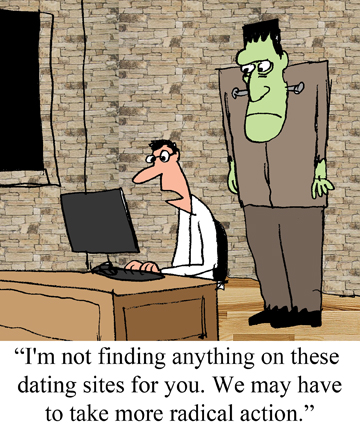 “I'm not finding anything on these
dating sites for you. We may have
to take more radical action.”